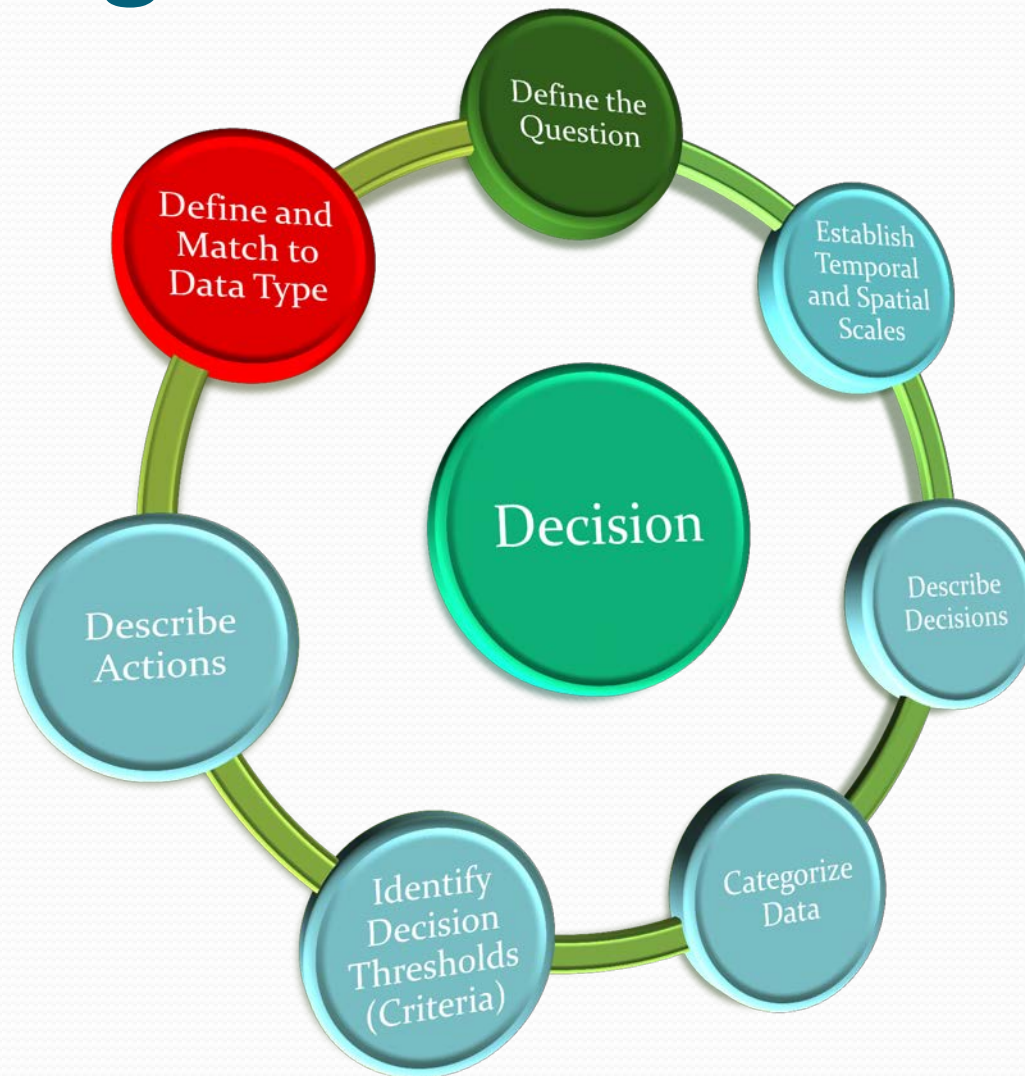 Define the
Question
Establish
Temporal
and Spatial
Scales
Describe
Decisions
Categorize
Data
Identify
Decision
Thresholds
(Criteria)
Describe
Actions
Define and
Match to
Data Type
Decision